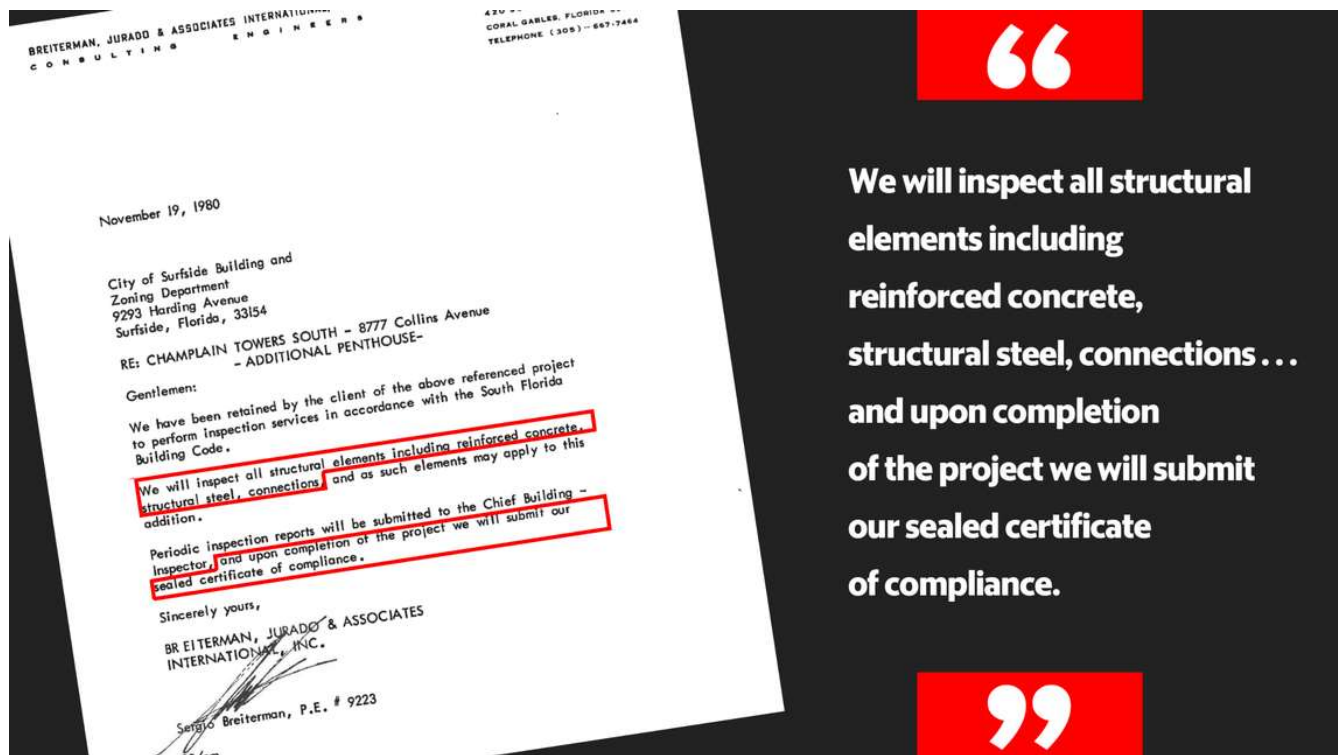 BREITERMAN, JURADO & ASSOCIATES INTERNATIONAL
CONSULTING ENGINEERS
CORAL GABLES, FLORIDA
TELEPHONE (305)--667-7464
November 19, 1980
City of Surfside Building and
Zoning Department
9293 Harding Avenue
Surfside, Florida, 33154
RE: CHAMPLAIN TOWERS SOUTH - 8777 Collins Avenue
- ADDITIONAL PENTHOUSE-
Gentlemen:
We have been retained by the client of the above referenced project
to perform inspection services in accordance with the South Florida
Building Code.
We will inspect all structural elements including reinforced concrete,
structural steel, connections, and as such elements may apply to this
addition.
Periodic inspection reports will be submitted to the Chief Building -
Inspector, and upon completion of the project we will submit our
sealed certificate of compliance.
Sincerely yours,
BREITERMAN, JURADO & ASSOCIATES
INTERNATIONAL, INC.
Sergio Breiterman, P.E. # 9223
“
We will inspect all structural
elements including
reinforced concrete,
structural steel, connections . . .
and upon completion
of the project we will submit
our sealed certificate
of compliance.
”